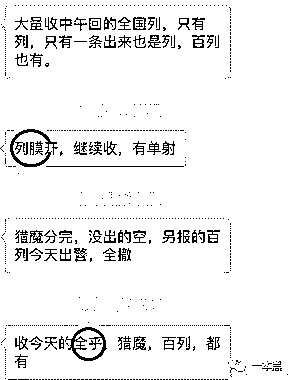 大量收中午回的全国列，只有
列，只有一条出来也是列，百列
也有。
列膜开，继续收，有单射
猎魔分完，没出的空，另报的百
列今天出警，全撤
收今天的全乎，猎魔，百列，都
有
一本黑